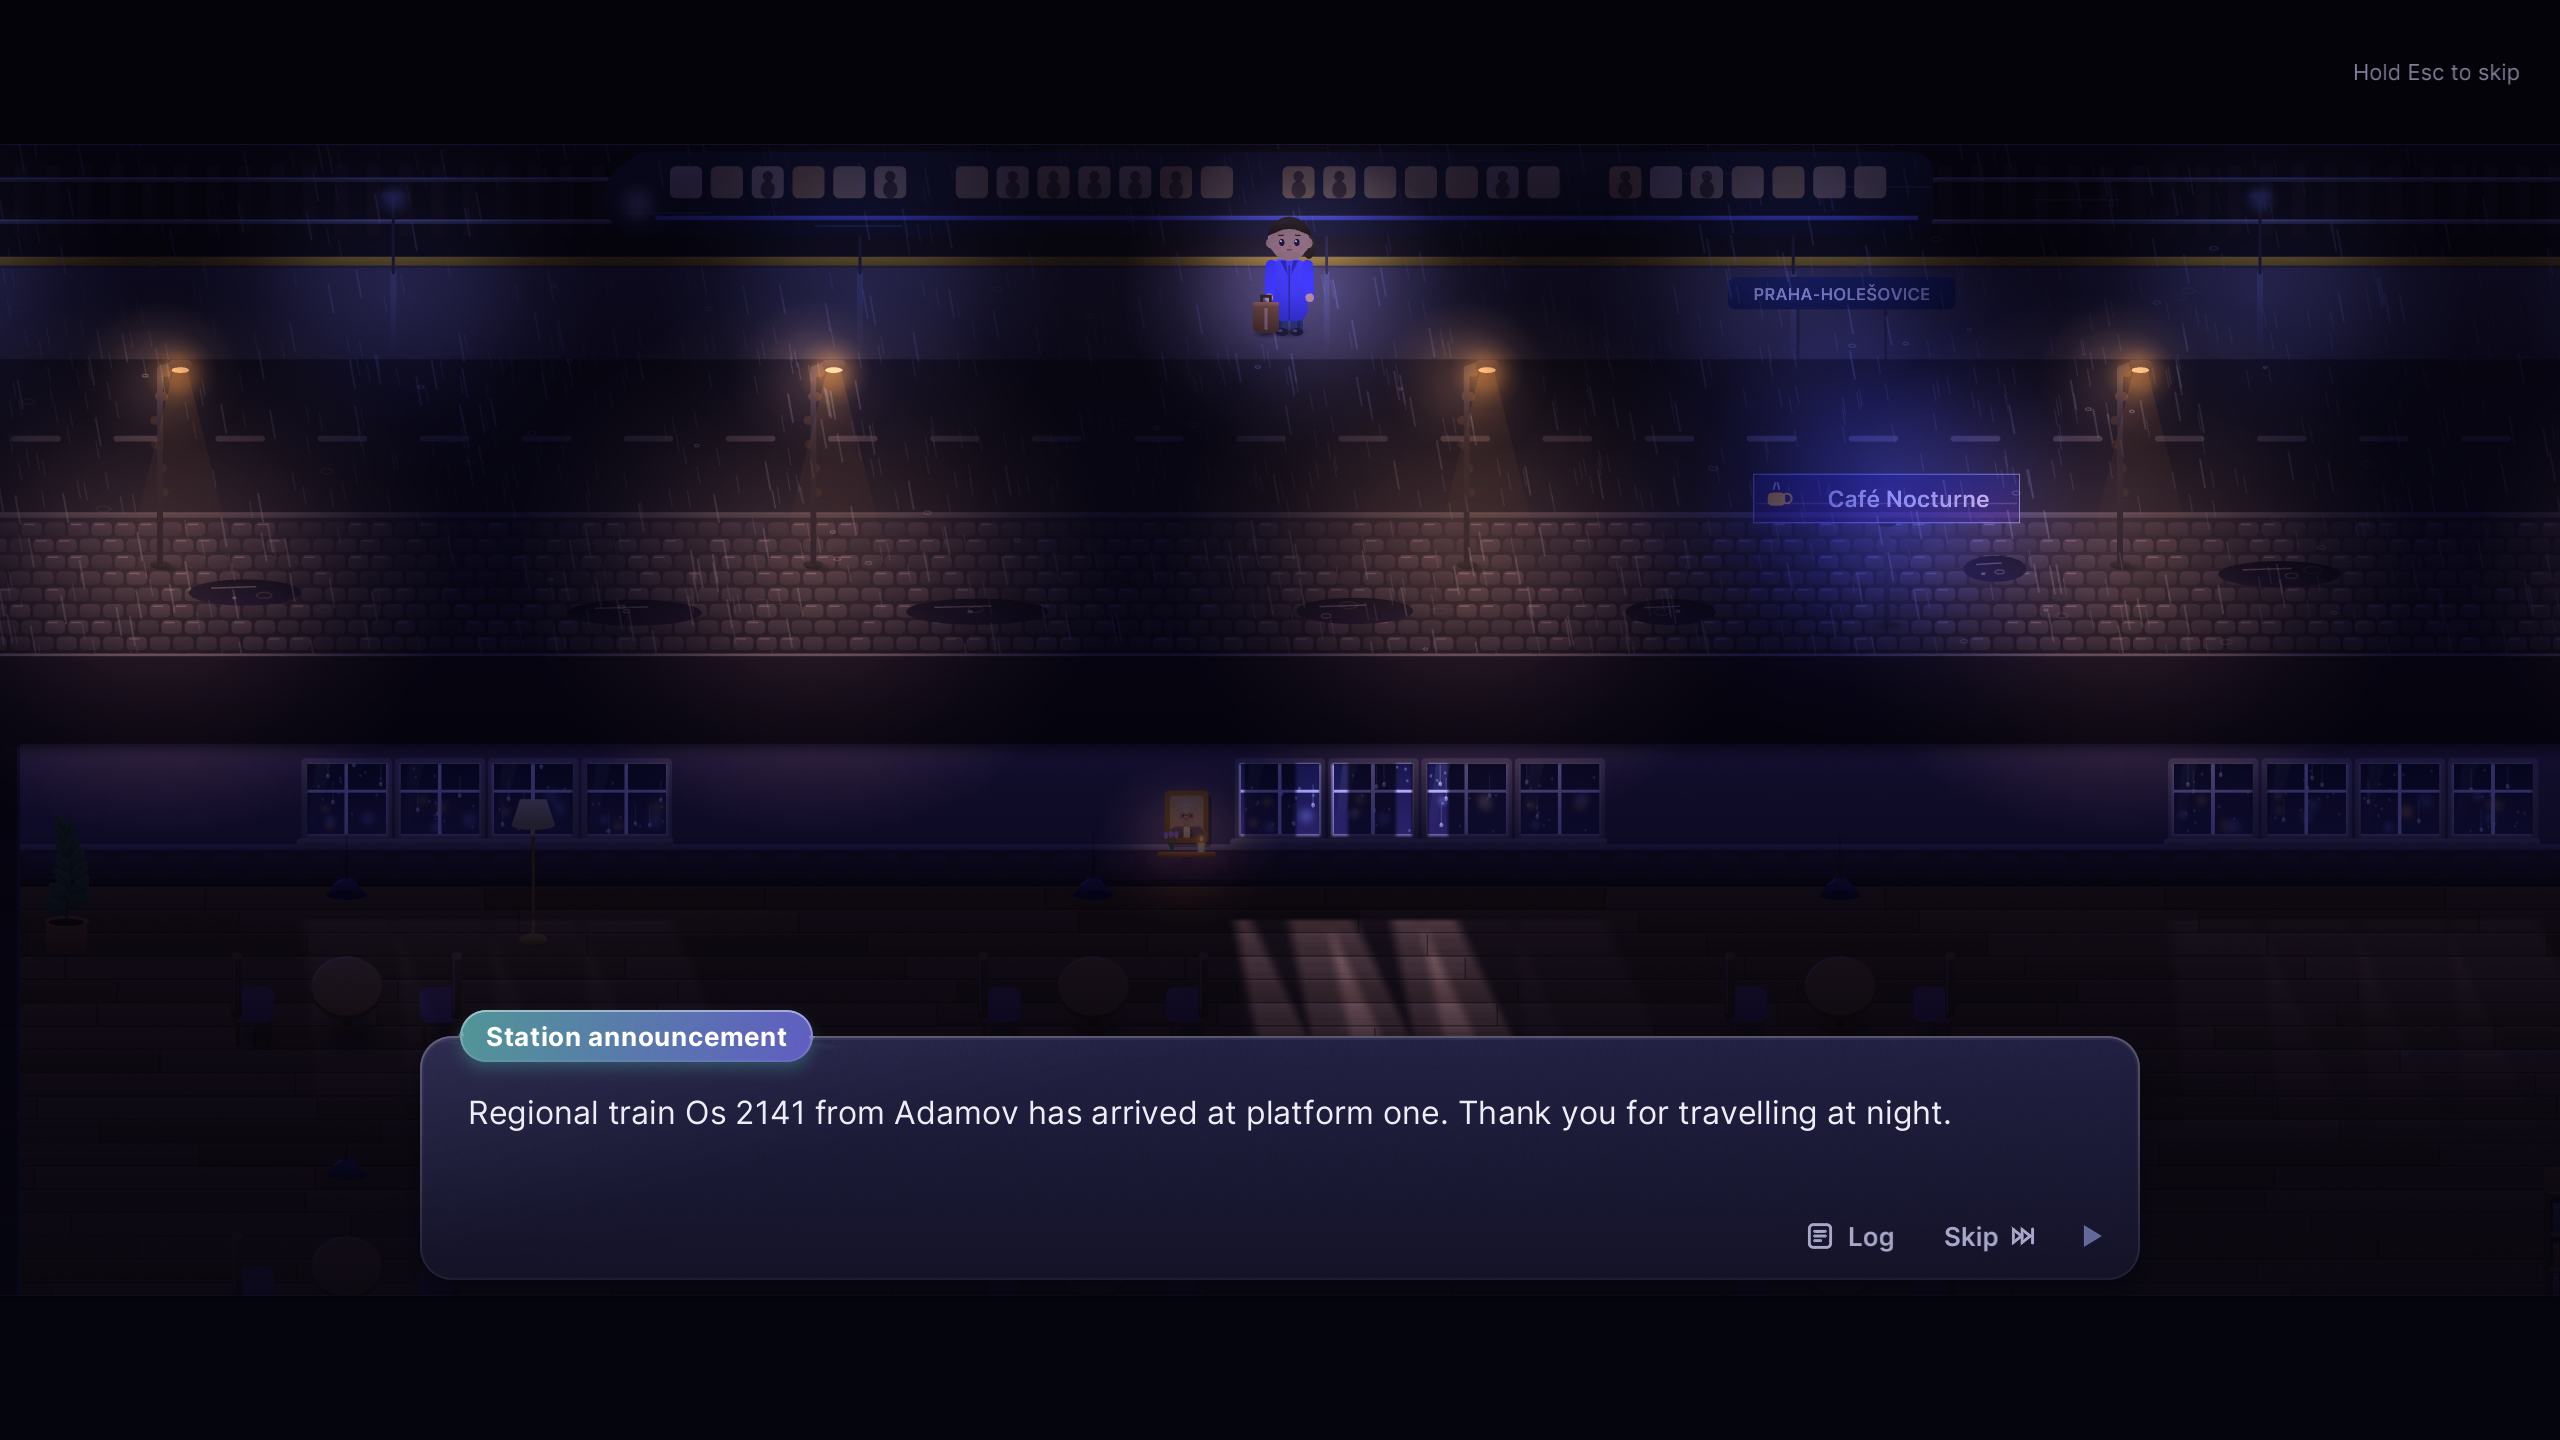 Hold Esc to skip
PRAHA-HOLEŠOVICE
Café Nocturne
Station announcement
Regional train Os 2141 from Adamov has arrived at platform one. Thank you for travelling at night.
Log
Skip